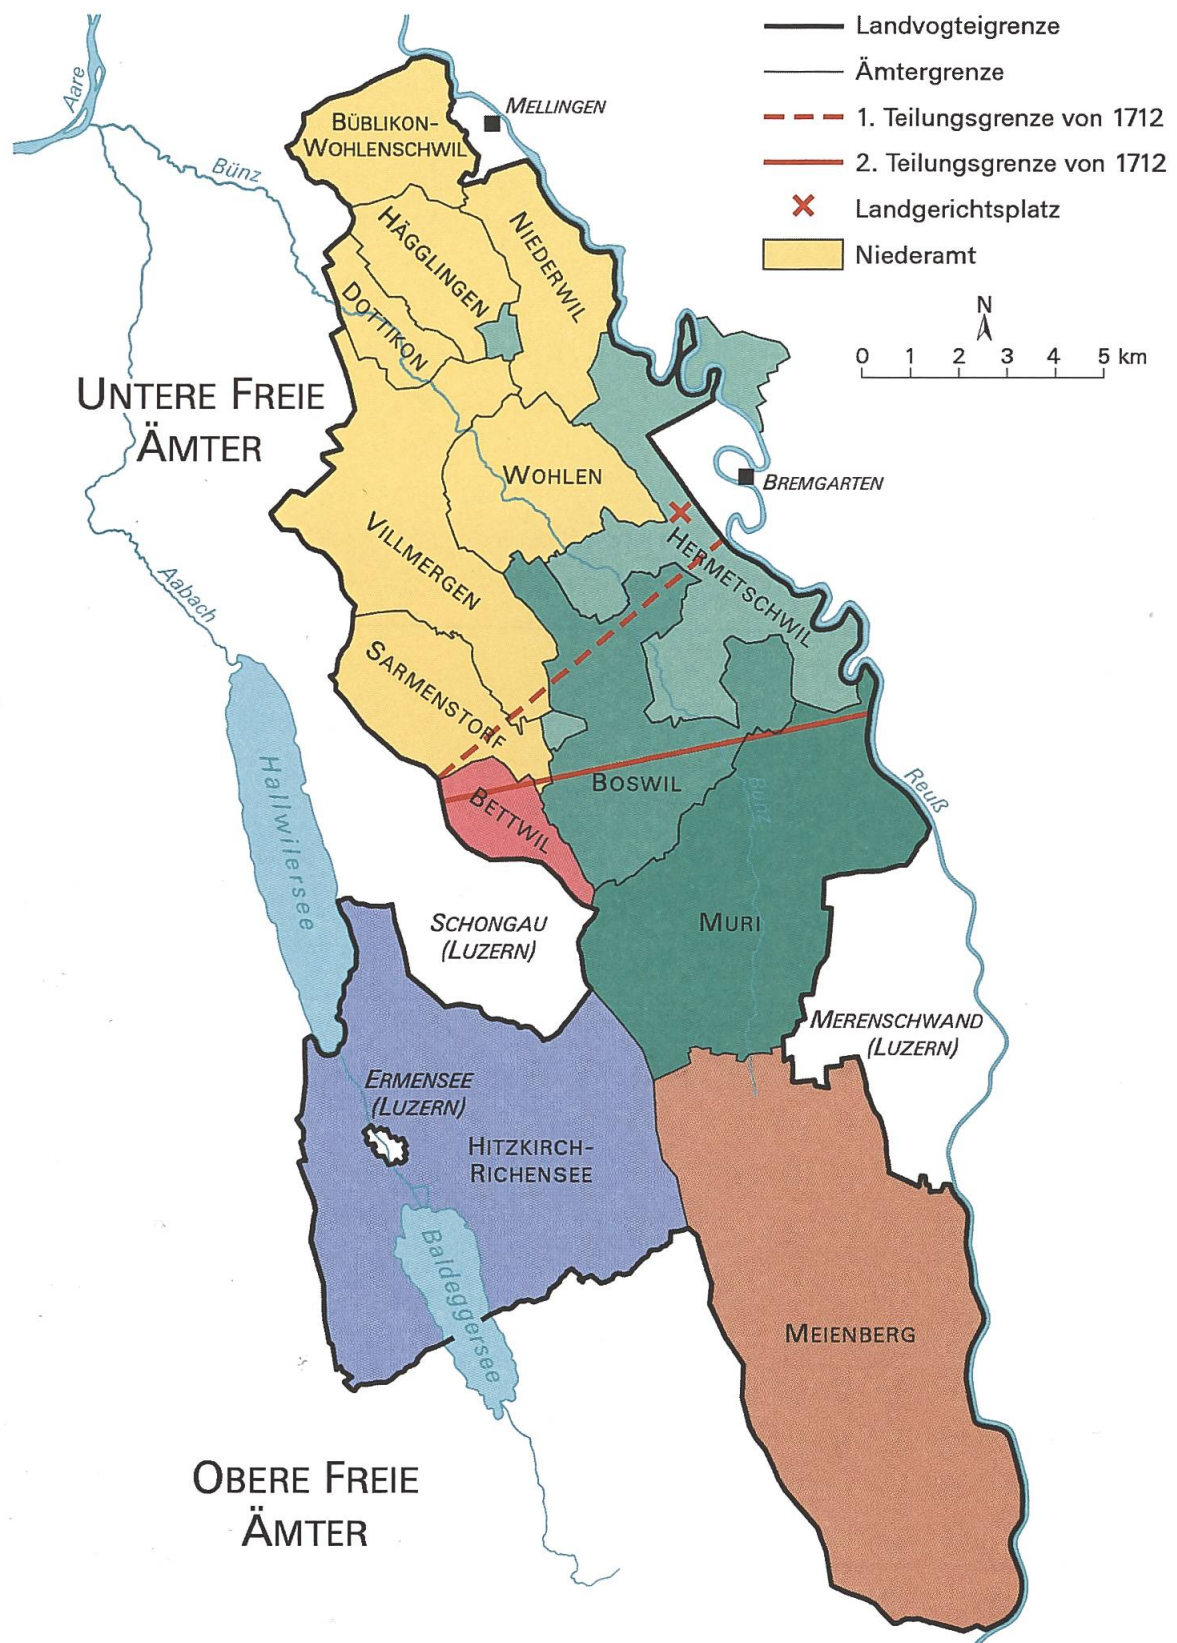 Landvogteigrenze
Ämtergrenze
1. Teilungsgrenze von 1712
2. Teilungsgrenze von 1712
Landgerichtsplatz
Niederamt
N
0 1 2 3 4 5 km
Aare
Bünz
MELLINGEN
BÜBLIKON-
WOHLENSCHWIL
HÄGGLINGEN
NIEDERWIL
DOTTIKON
UNTERE FREIE
ÄMTER
WOHLEN
BREMGARTEN
VILLMERGEN
HERMETSCHWIL
Aabach
SARMENSTORF
Hallwilersee
BETTWIL
BOSWIL
Bünz
Reuß
SCHONGAU
(LUZERN)
MURI
MERENSCHWAND
(LUZERN)
ERMENSEE
(LUZERN)
HITZKIRCH-
RICHENSEE
Baldeggersee
MEIENBERG
OBERE FREIE
ÄMTER